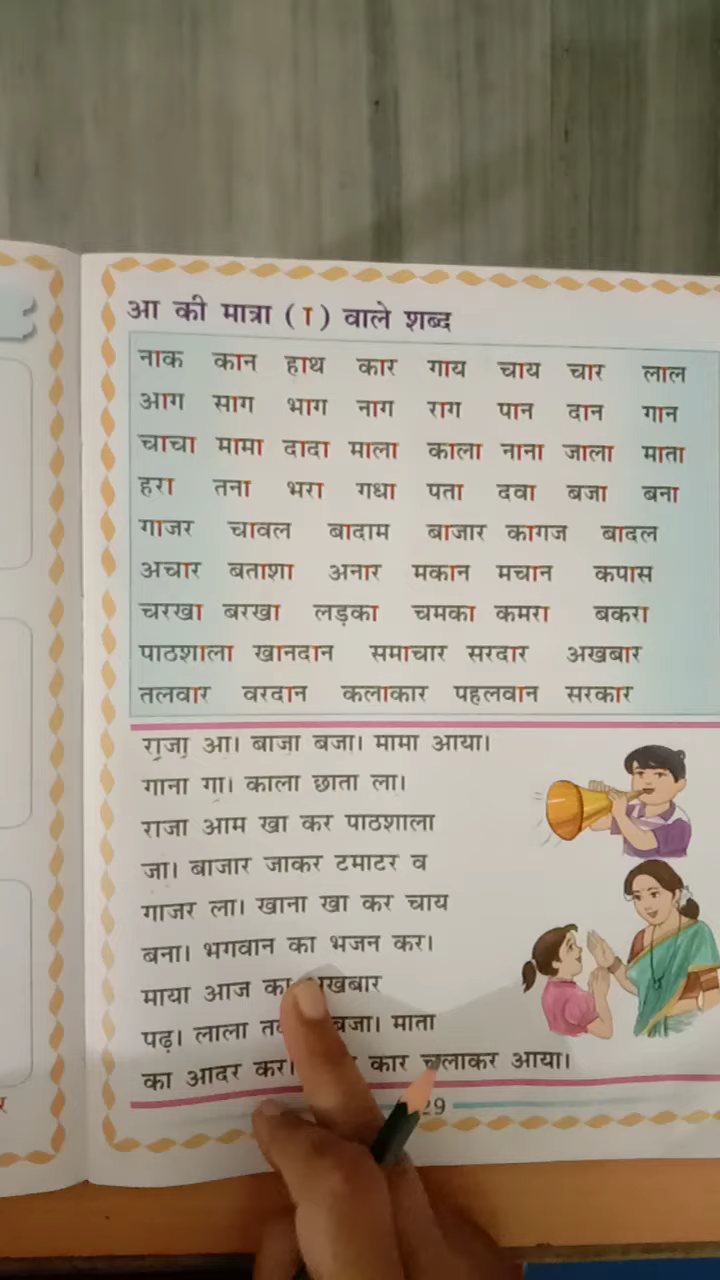 आ की मात्रा (ा) वाले शब्द
नाक कान हाथ कार गाय चाय चार लाल
आग साग भाग नाग राग पान दान गान
चाचा मामा दादा माला काला नाना जाला माता
हरा तना भरा गधा पता दवा बजा बना
गाजर चावल बादाम बाजार कागज बादल
अचार बताशा अनार मकान मचान कपास
चरखा बरखा लड़का चमका कमरा बकरा
पाठशाला खानदान समाचार सरदार अखबार
तलवार वरदान कलाकार पहलवान सरकार
राजा आ। बाजा बजा। मामा आया।
गाना गा। काला छाता ला।
राजा आम खा कर पाठशाला
जा। बाजार जाकर टमाटर व
गाजर ला। खाना खा कर चाय
बना। भगवान का भजन कर।
माया आज का अखबार
पढ़। लाला बजा। माता
का आदर कर। कार चलाकर आया।
29
र